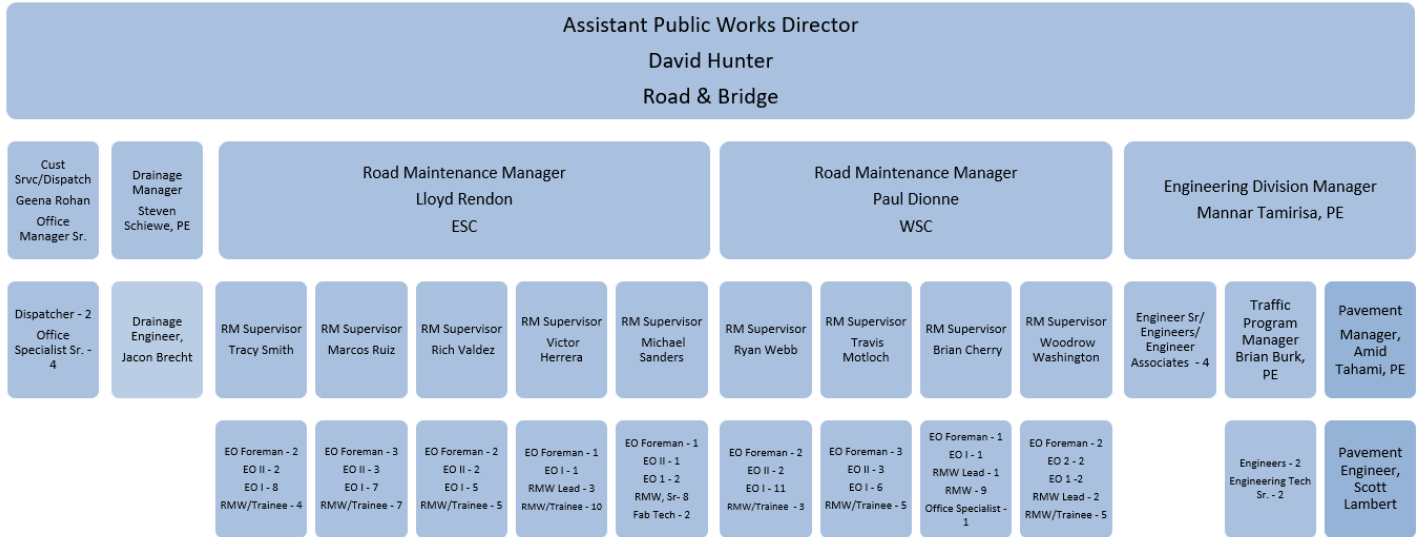 Assistant Public Works Director
David Hunter
Road & Bridge
Cust
Srvc/Dispatch
Geena Rohan
Office
Manager Sr.
Drainage
Manager
Steven
Schiewe, PE
Road Maintenance Manager
Lloyd Rendon
ESC
Road Maintenance Manager
Paul Dionne
WSC
Engineering Division Manager
Mannar Tamirisa, PE
Dispatcher - 2
Office
Specialist Sr. -
4
Drainage
Engineer,
Jacon Brecht
RM Supervisor
Tracy Smith
RM Supervisor
Marcos Ruiz
RM Supervisor
Rich Valdez
RM Supervisor
Victor
Herrera
RM Supervisor
Michael
Sanders
RM Supervisor
Ryan Webb
RM Supervisor
Travis
Motloch
RM Supervisor
Brian Cherry
RM Supervisor
Woodrow
Washington
Engineer Sr/
Engineers/
Engineer
Associates - 4
Traffic
Program
Manager
Brian Burk,
PE
Pavement
Manager,
Amid
Tahami, PE
EO Foreman - 2
EO II - 2
EO I - 8
RMW/Trainee - 4
EO Foreman - 3
EO II - 3
EO I - 7
RMW/Trainee - 7
EO Foreman - 2
EO II - 2
EO I - 5
RMW/Trainee - 5
EO Foreman - 1
EO I - 1
RMW Lead - 3
RMW/Trainee - 10
EO Foreman - 1
EO II - 1
EO 1 - 2
RMW, Sr- 8
Fab Tech - 2
EO Foreman - 2
EO II - 2
EO I - 11
RMW/Trainee - 3
EO Foreman - 3
EO II - 3
EO I - 6
RMW/Trainee - 5
EO Foreman - 1
EO I - 1
RMW Lead - 1
RMW - 9
Office Specialist -
1
EO Foreman - 2
EO 2 - 2
EO 1 -2
RMW Lead - 2
RMW/Trainee - 5
Engineers - 2
Engineering Tech
Sr. - 2
Pavement
Engineer,
Scott
Lambert